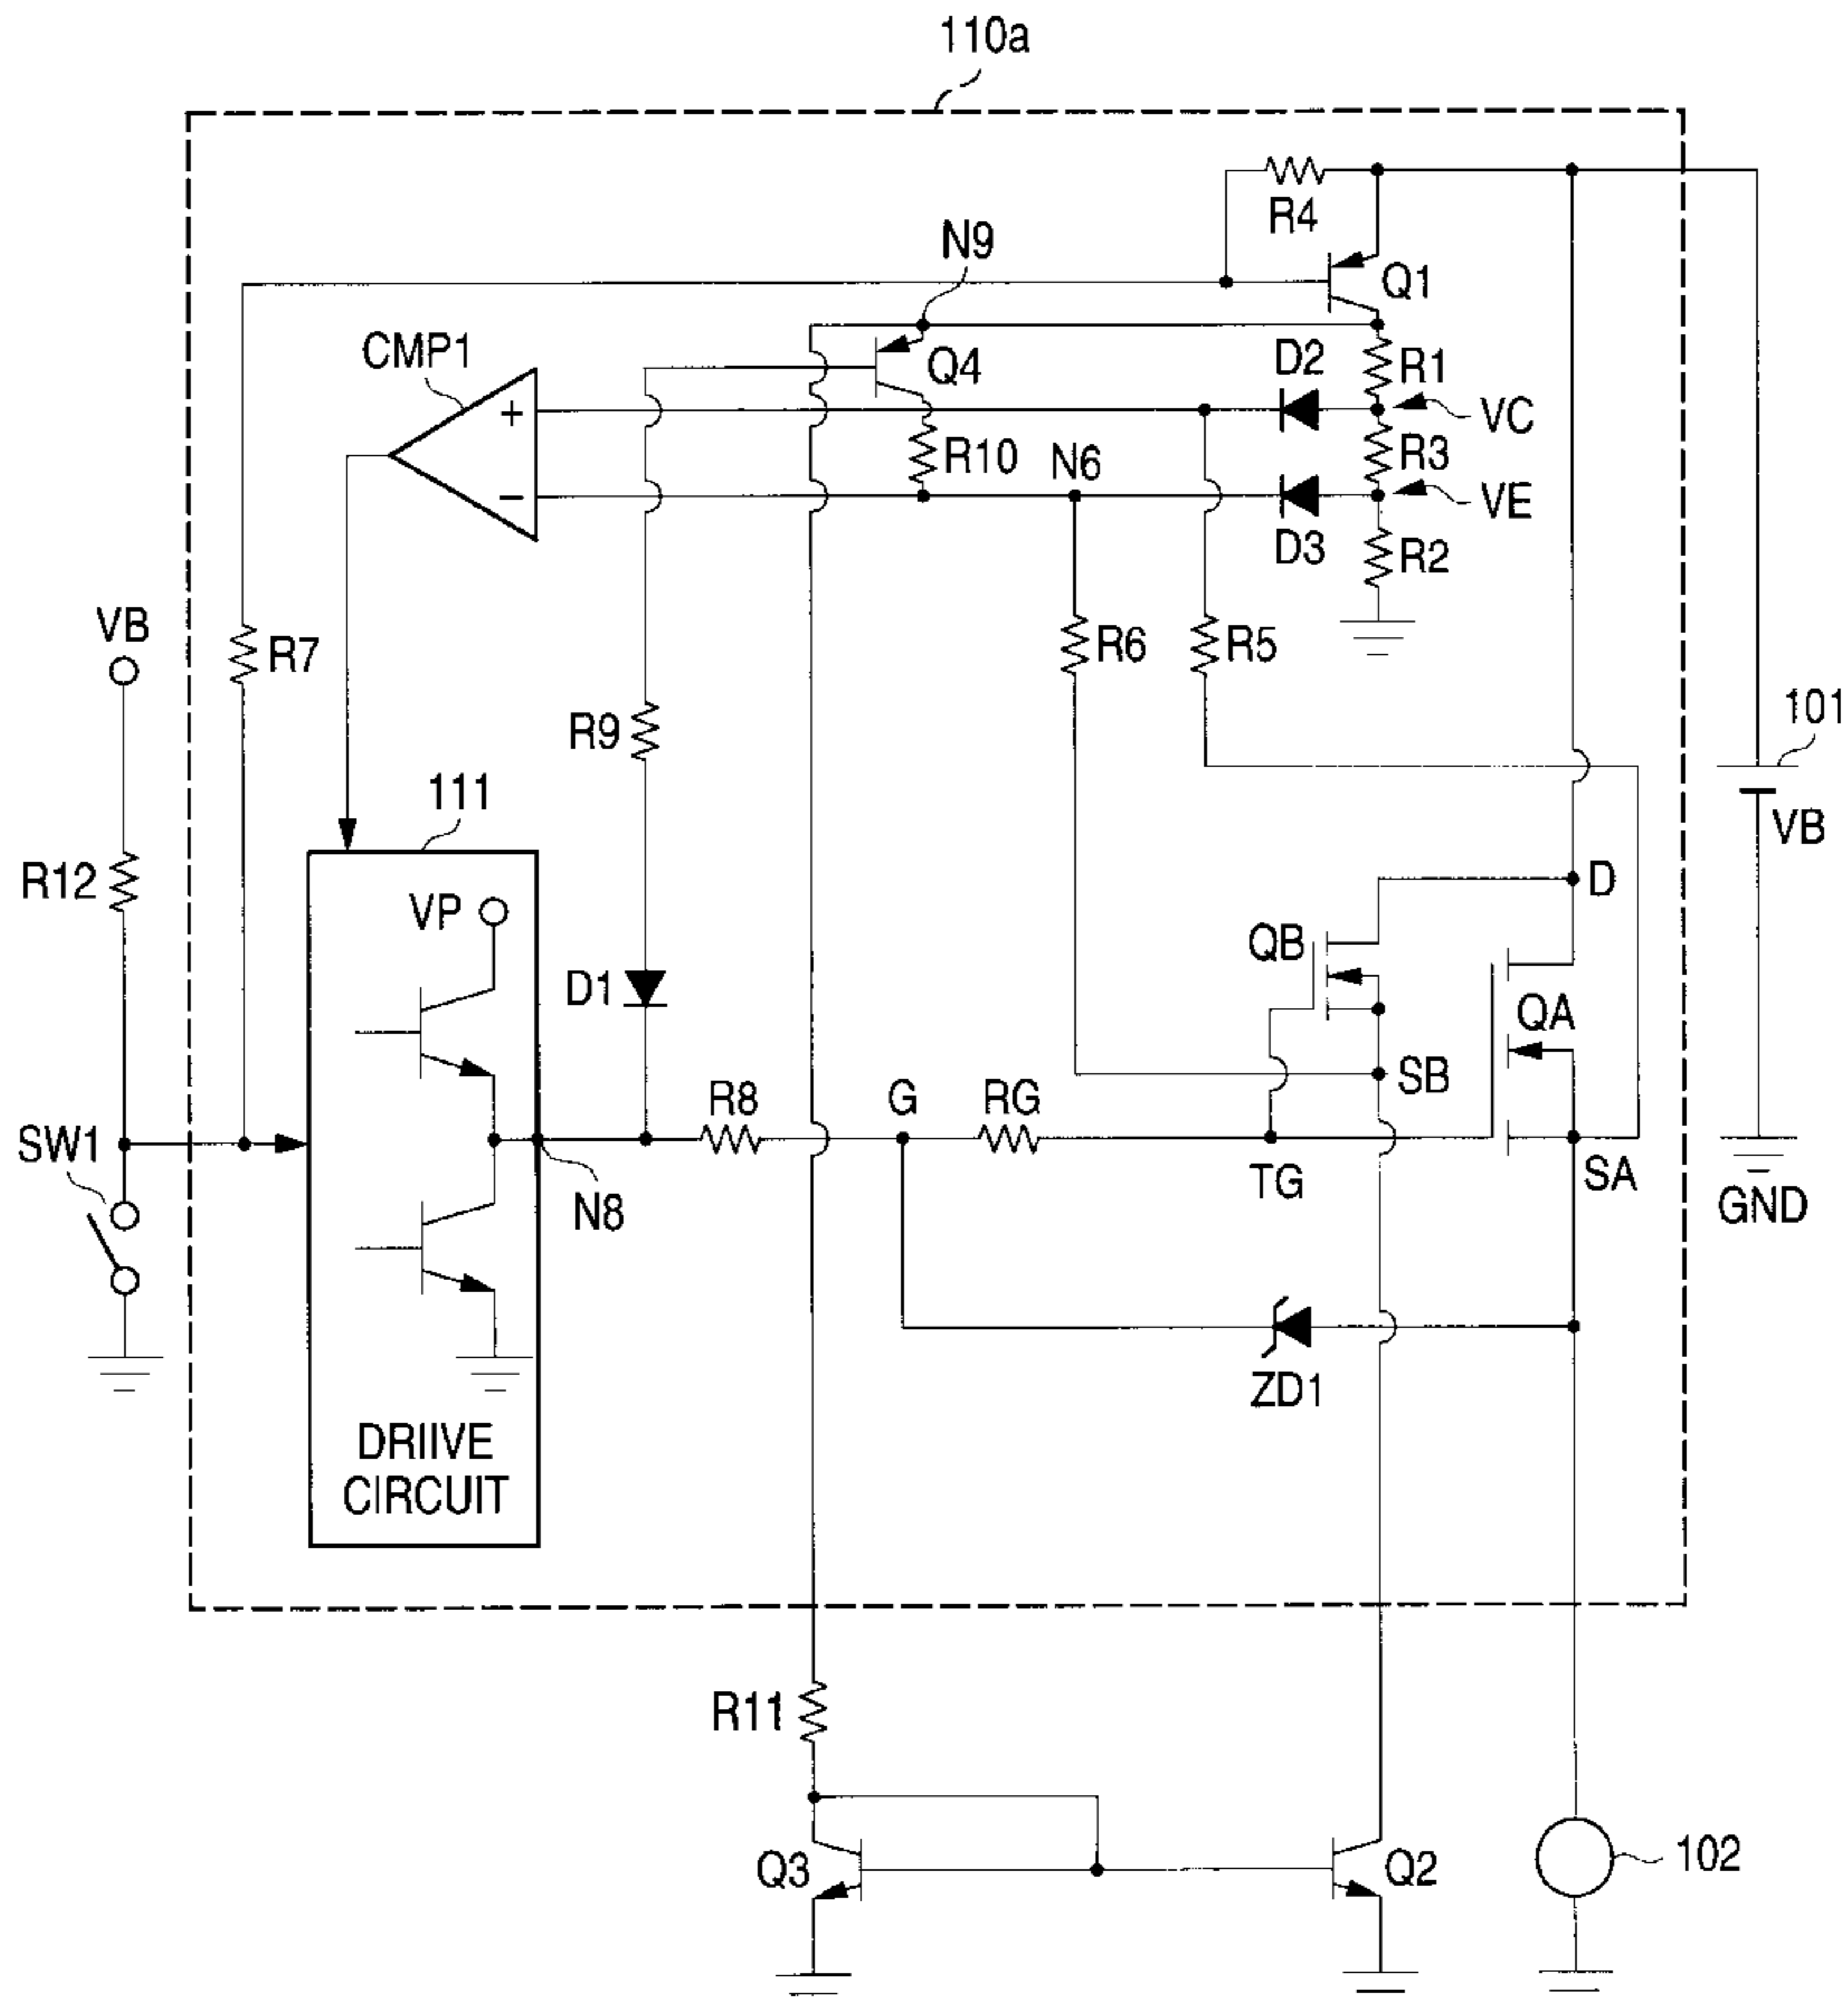 110a
R4
N9
Q1
CMP1
Q4
D2
R1
+
VC
R10
N6
R3
−
VE
D3
R2
VB
R7
R6
R5
R9
101
111
VB
R12
VP
D
QB
D1
QA
SB
R8
G
RG
SW1
TG
SA
N8
GND
ZD1
DRIIVE
CIRCUIT
R11
Q3
Q2
102